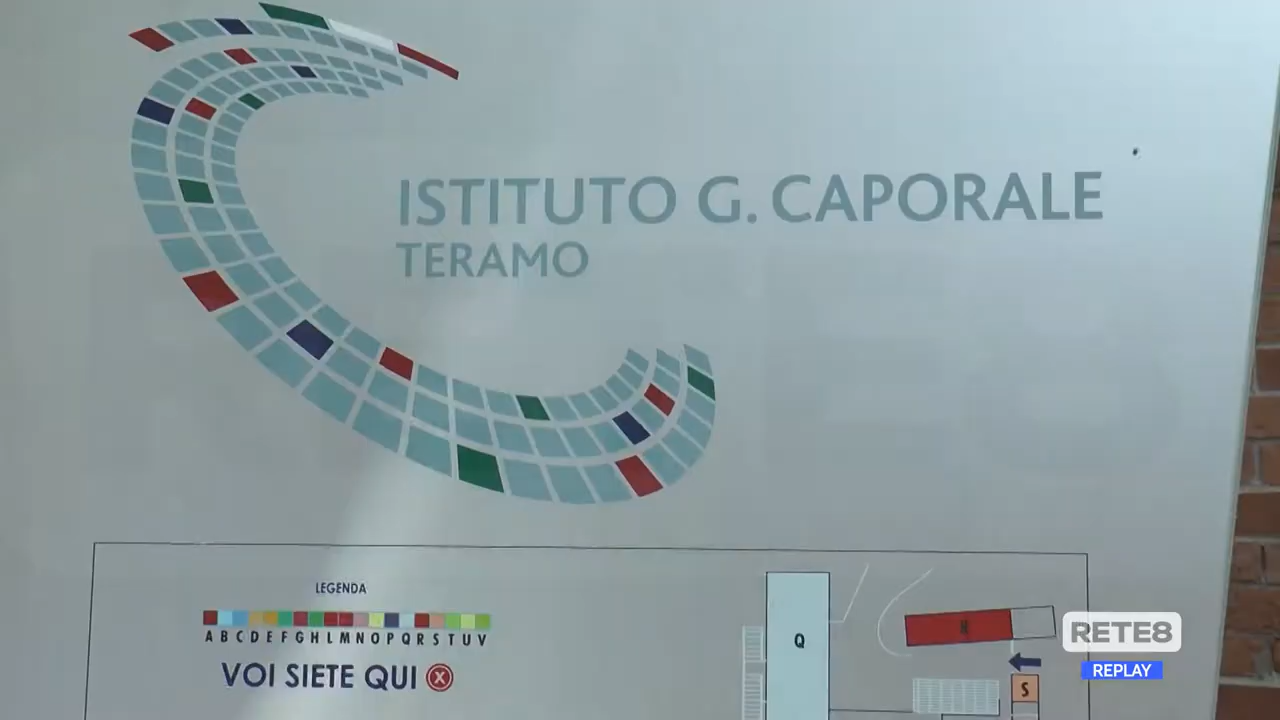 ISTITUTO G. CAPORALE
TERAMO
LEGENDA
A B C D E F G H L M N O P Q R S T U V
VOI SIETE QUI X
Q
S
RETE8
REPLAY